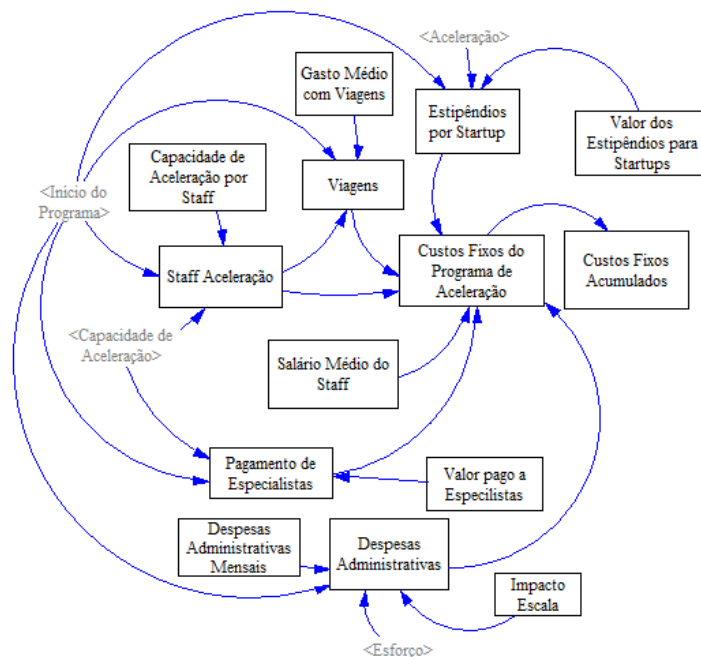 <Aceleração>
Gasto Médio
com Viagens
Estipêndios
por Startup
Valor dos
Estipêndios para
Startups
Capacidade de
Aceleração por
Staff
Viagens
<Inicio do
Programa>
Staff Aceleração
Custos Fixos do
Programa de
Aceleração
Custos Fixos
Acumulados
<Capacidade de
Aceleração>
Salário Médio do
Staff
Pagamento de
Especialistas
Valor pago a
Especilistas
Despesas
Administrativas
Mensais
Despesas
Administrativas
Impacto
Escala
<Esforço>